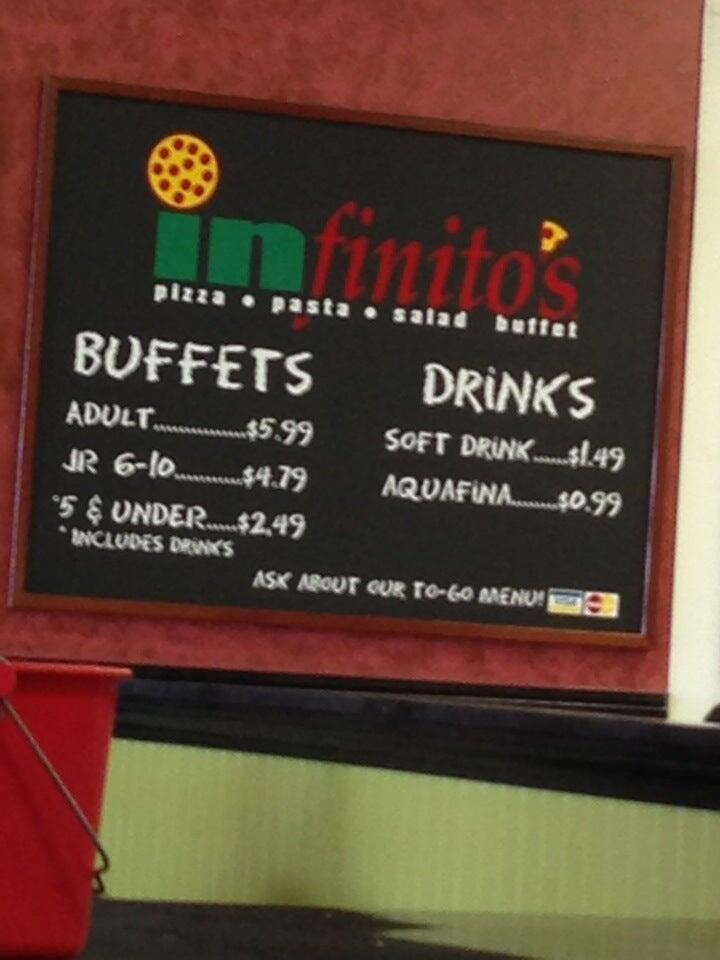 infinito's
pizza • pasta • salad buffet
BUFFETS
ADULT...............$5.99
JR 6-10...........$4.79
*5 & UNDER.....$2.49
* INCLUDES DRINKS
DRINKS
SOFT DRINK......$1.49
AQUAFINA........$0.99
ASK ABOUT OUR TO-GO MENU!
VISA